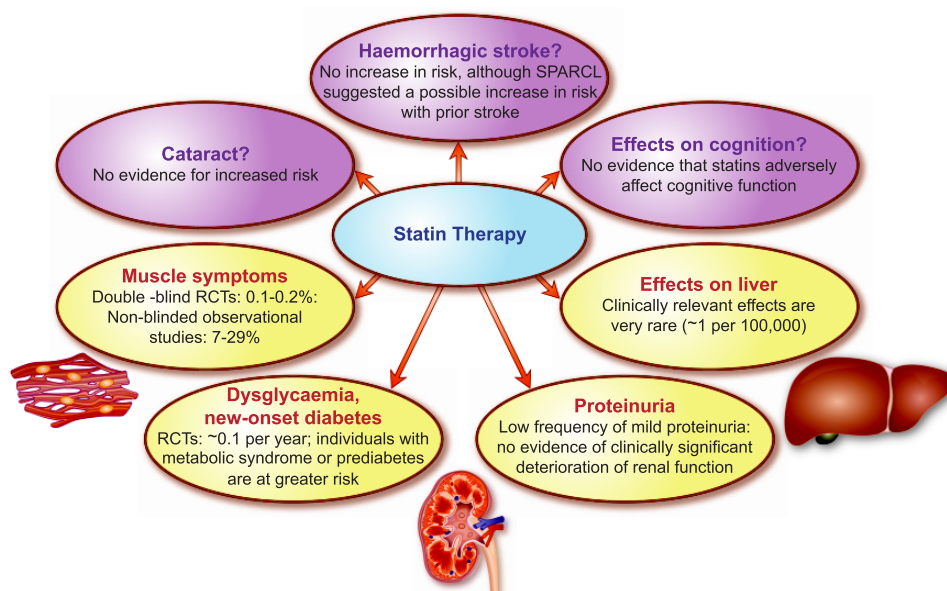 Haemorrhagic stroke?
No increase in risk, although SPARCL
suggested a possible increase in risk
with prior stroke
Cataract?
No evidence for increased risk
Effects on cognition?
No evidence that statins adversely
affect cognitive function
Statin Therapy
Muscle symptoms
Double -blind RCTs: 0.1-0.2%:
Non-blinded observational
studies: 7-29%
Effects on liver
Clinically relevant effects are
very rare (~1 per 100,000)
Dysglycaemia,
new-onset diabetes
RCTs: ~0.1 per year; individuals with
metabolic syndrome or prediabetes
are at greater risk
Proteinuria
Low frequency of mild proteinuria:
no evidence of clinically significant
deterioration of renal function